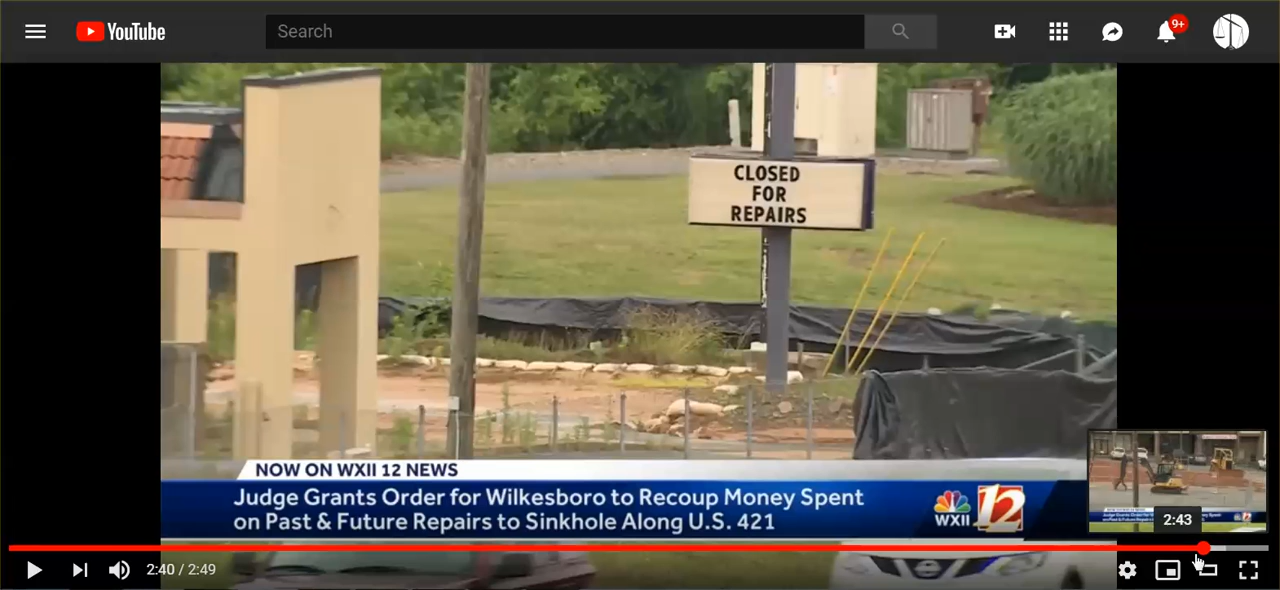 YouTube
Search
9+
CLOSED
FOR
REPAIRS
NOW ON WXII 12 NEWS
Judge Grants Order for Wilkesboro to Recoup Money Spent
on Past & Future Repairs to Sinkhole Along U.S. 421
WXII 12
2:43
2:40 / 2:49